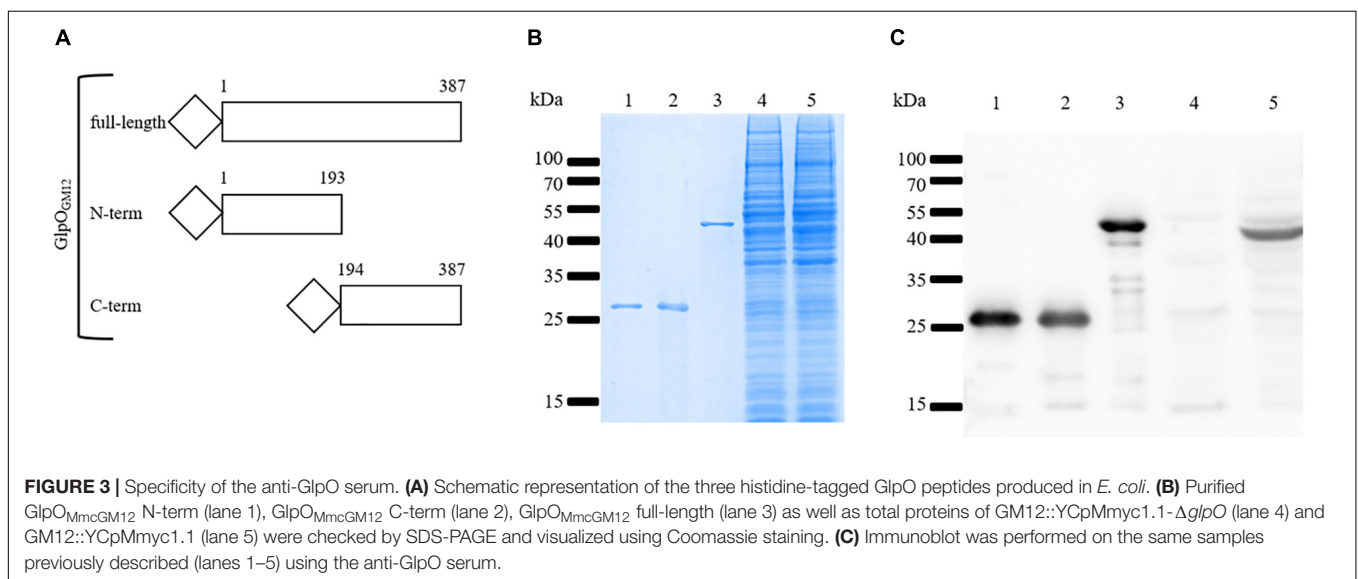 A
GlpO_GM12
full-length
1 387
N-term
1 193
C-term
194 387
B
kDa 1 2 3 4 5
100
70
55
40
35
25
15
C
kDa 1 2 3 4 5
100
70
55
40
35
25
15
FIGURE 3 | Specificity of the anti-GlpO serum. (A) Schematic representation of the three histidine-tagged GlpO peptides produced in E. coli. (B) Purified
GlpO_MmcGM12 N-term (lane 1), GlpO_MmcGM12 C-term (lane 2), GlpO_MmcGM12 full-length (lane 3) as well as total proteins of GM12::YCpMmyc1.1-ΔglpO (lane 4) and
GM12::YCpMmyc1.1 (lane 5) were checked by SDS-PAGE and visualized using Coomassie staining. (C) Immunoblot was performed on the same samples
previously described (lanes 1–5) using the anti-GlpO serum.